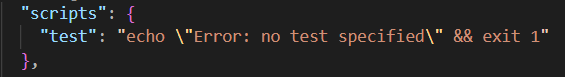 "scripts": {
"test": "echo \"Error: no test specified\" && exit 1"
},